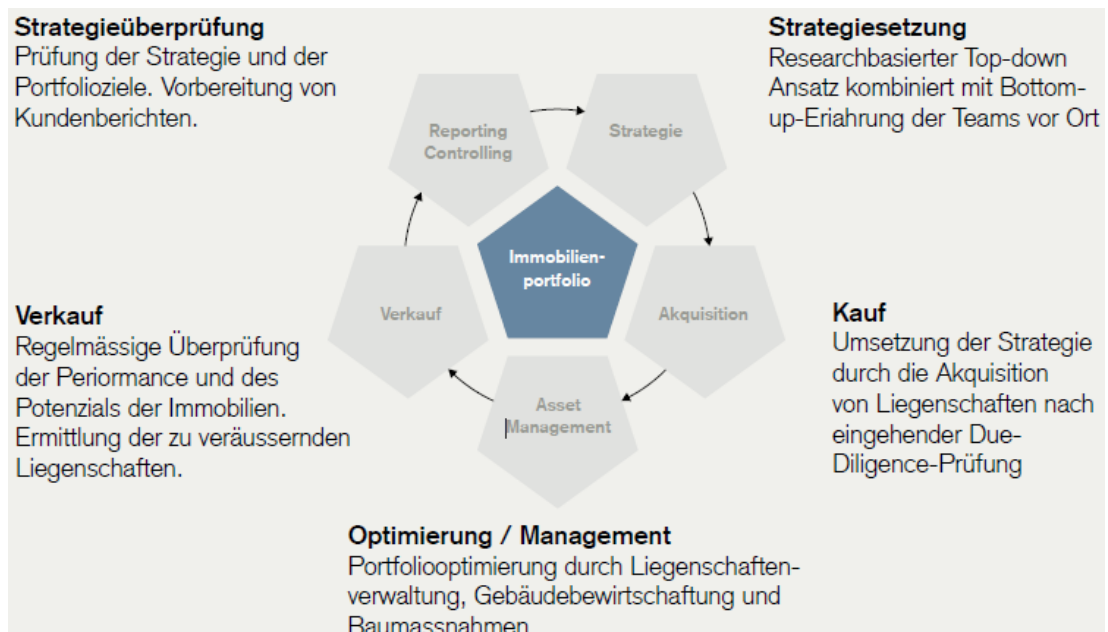 Strategieüberprüfung
Prüfung der Strategie und der
Portfolioziele. Vorbereitung von
Kundenberichten.
Strategiesetzung
Researchbasierter Top-down
Ansatz kombiniert mit Bottom-
up-Eriahrung der Teams vor Ort
Reporting
Controlling
Strategie
Immobilien-
portfolio
Verkauf
Akquisition
Asset
Management
Verkauf
Regelmässige Überprüfung
der Periormance und des
Potenzials der Immobilien.
Ermittlung der zu veräussernden
Liegenschaften.
Kauf
Umsetzung der Strategie
durch die Akquisition
von Liegenschaften nach
eingehender Due-
Diligence-Prüfung
Optimierung / Management
Portfoliooptimierung durch Liegenschaften-
verwaltung, Gebäudebewirtschaftung und
Baumassnahmen